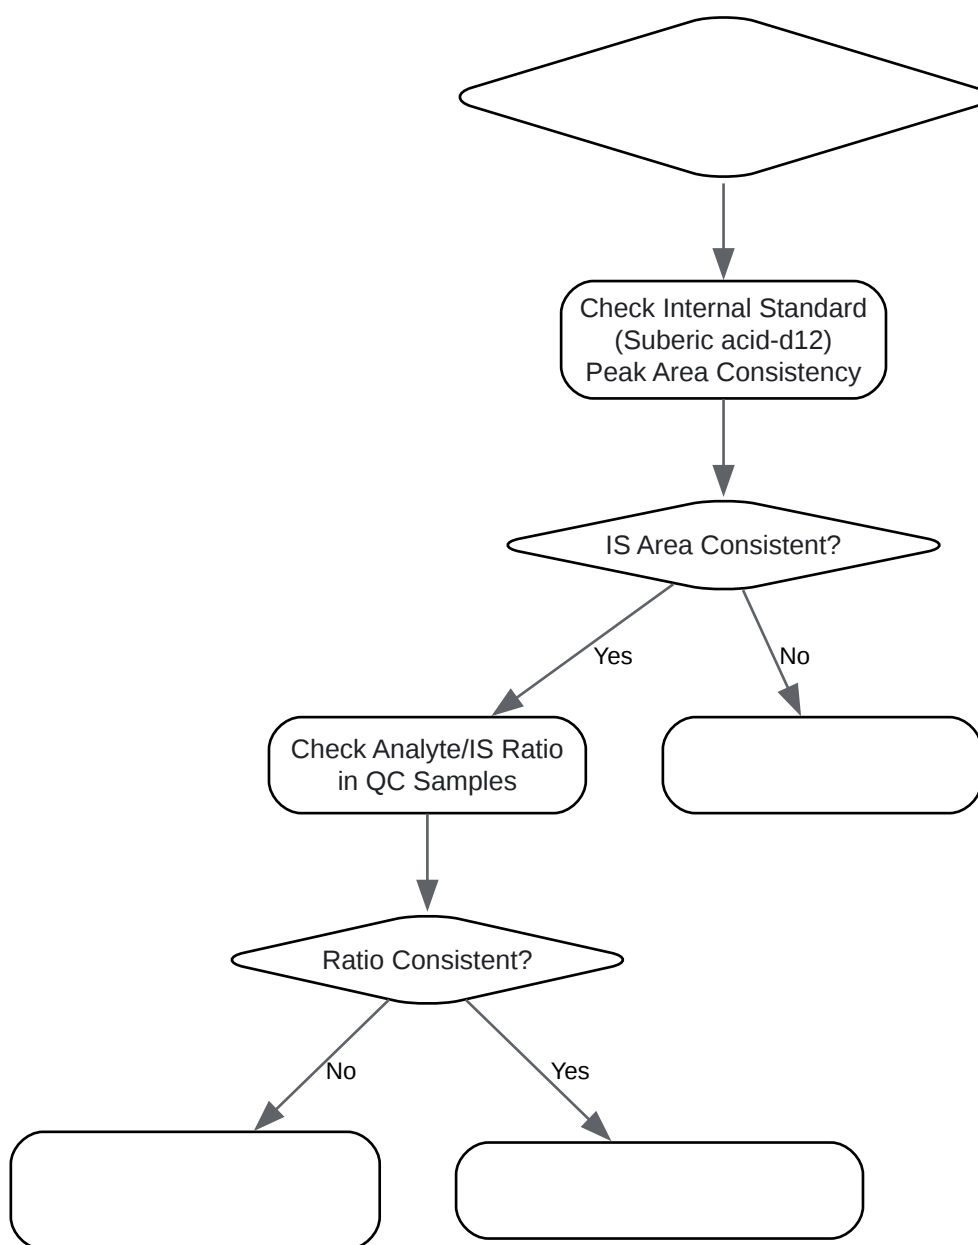 Check Internal Standard
(Suberic acid-d12)
Peak Area Consistency
IS Area Consistent?
Yes
No
Check Analyte/IS Ratio
in QC Samples
Ratio Consistent?
No
Yes